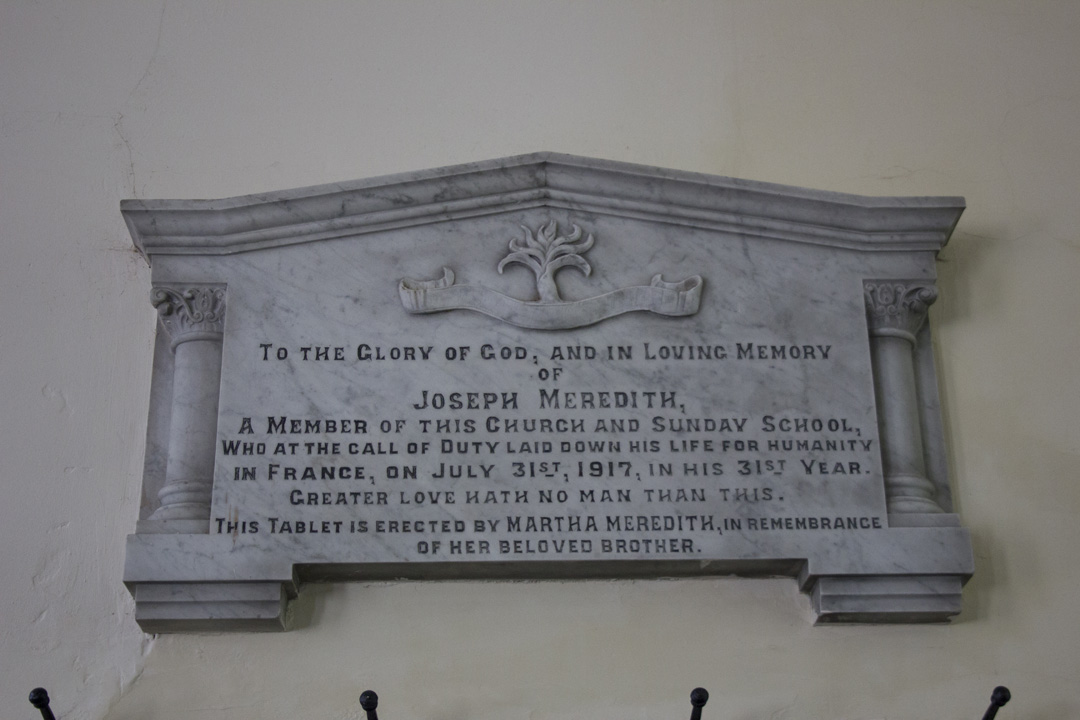 To the Glory of God, and in Loving Memory
of
Joseph Meredith,
A Member of this Church and Sunday School,
Who at the call of Duty laid down his life for humanity
in France, on July 31st, 1917, in his 31st Year.
Greater love hath no man than this.
This Tablet is erected by Martha Meredith, in remembrance
of her beloved brother.